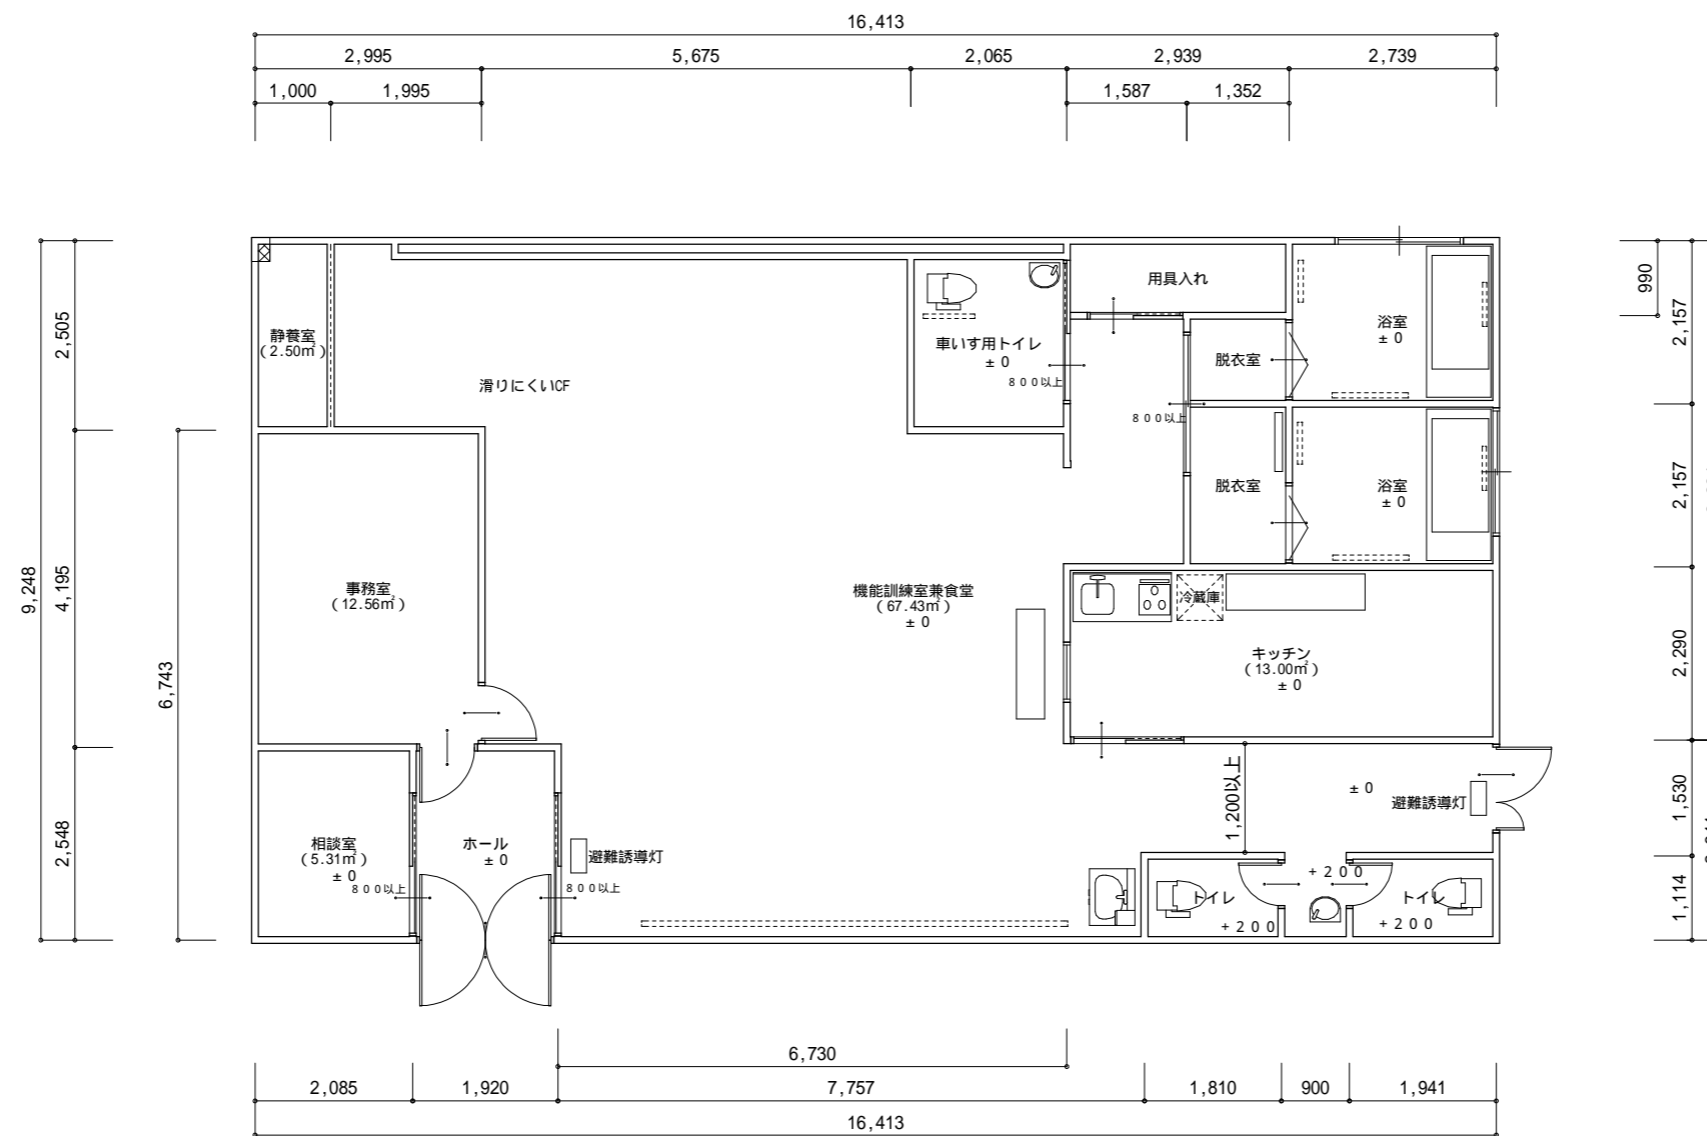 16,413
2,995
5,675
2,065
2,939
2,739
1,000
1,995
1,587
1,352
9,248
2,505
4,195
2,548
6,743
990
2,157
2,157
2,290
1,530
1,114
静養室
(2.50㎡)
滑りにくいCF
車いす用トイレ
±0
800以上
用具入れ
脱衣室
浴室
±0
800以上
脱衣室
浴室
±0
事務室
(12.56㎡)
機能訓練室兼食堂
(67.43㎡)
±0
冷蔵庫
キッチン
(13.00㎡)
±0
1,200以上
±0
避難誘導灯
相談室
(5.31㎡)
±0
800以上
ホール
±0
避難誘導灯
800以上
トイレ
+200
+200
トイレ
+200
6,730
2,085
1,920
7,757
1,810
900
1,941
16,413